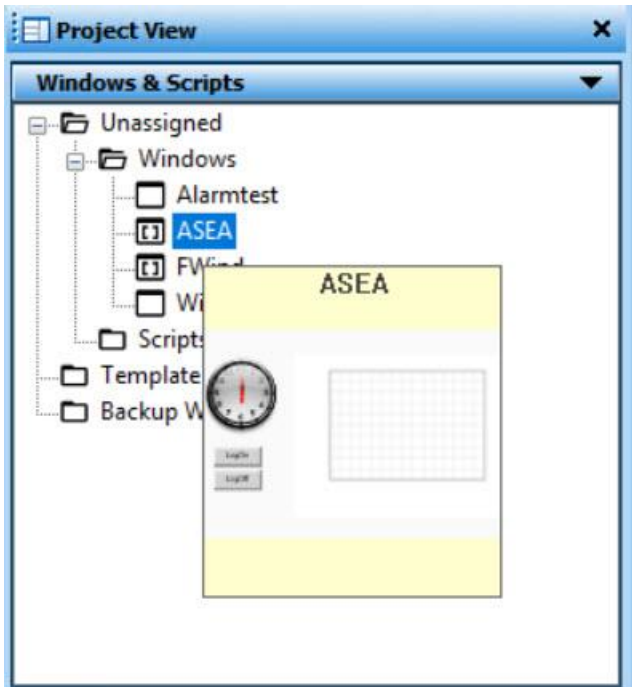 Project View
Windows & Scripts
Unassigned
Windows
Alarmtest
ASEA
FWind
ASEA
Wi
Scripts
Template
Backup W
LogOn
LogOff